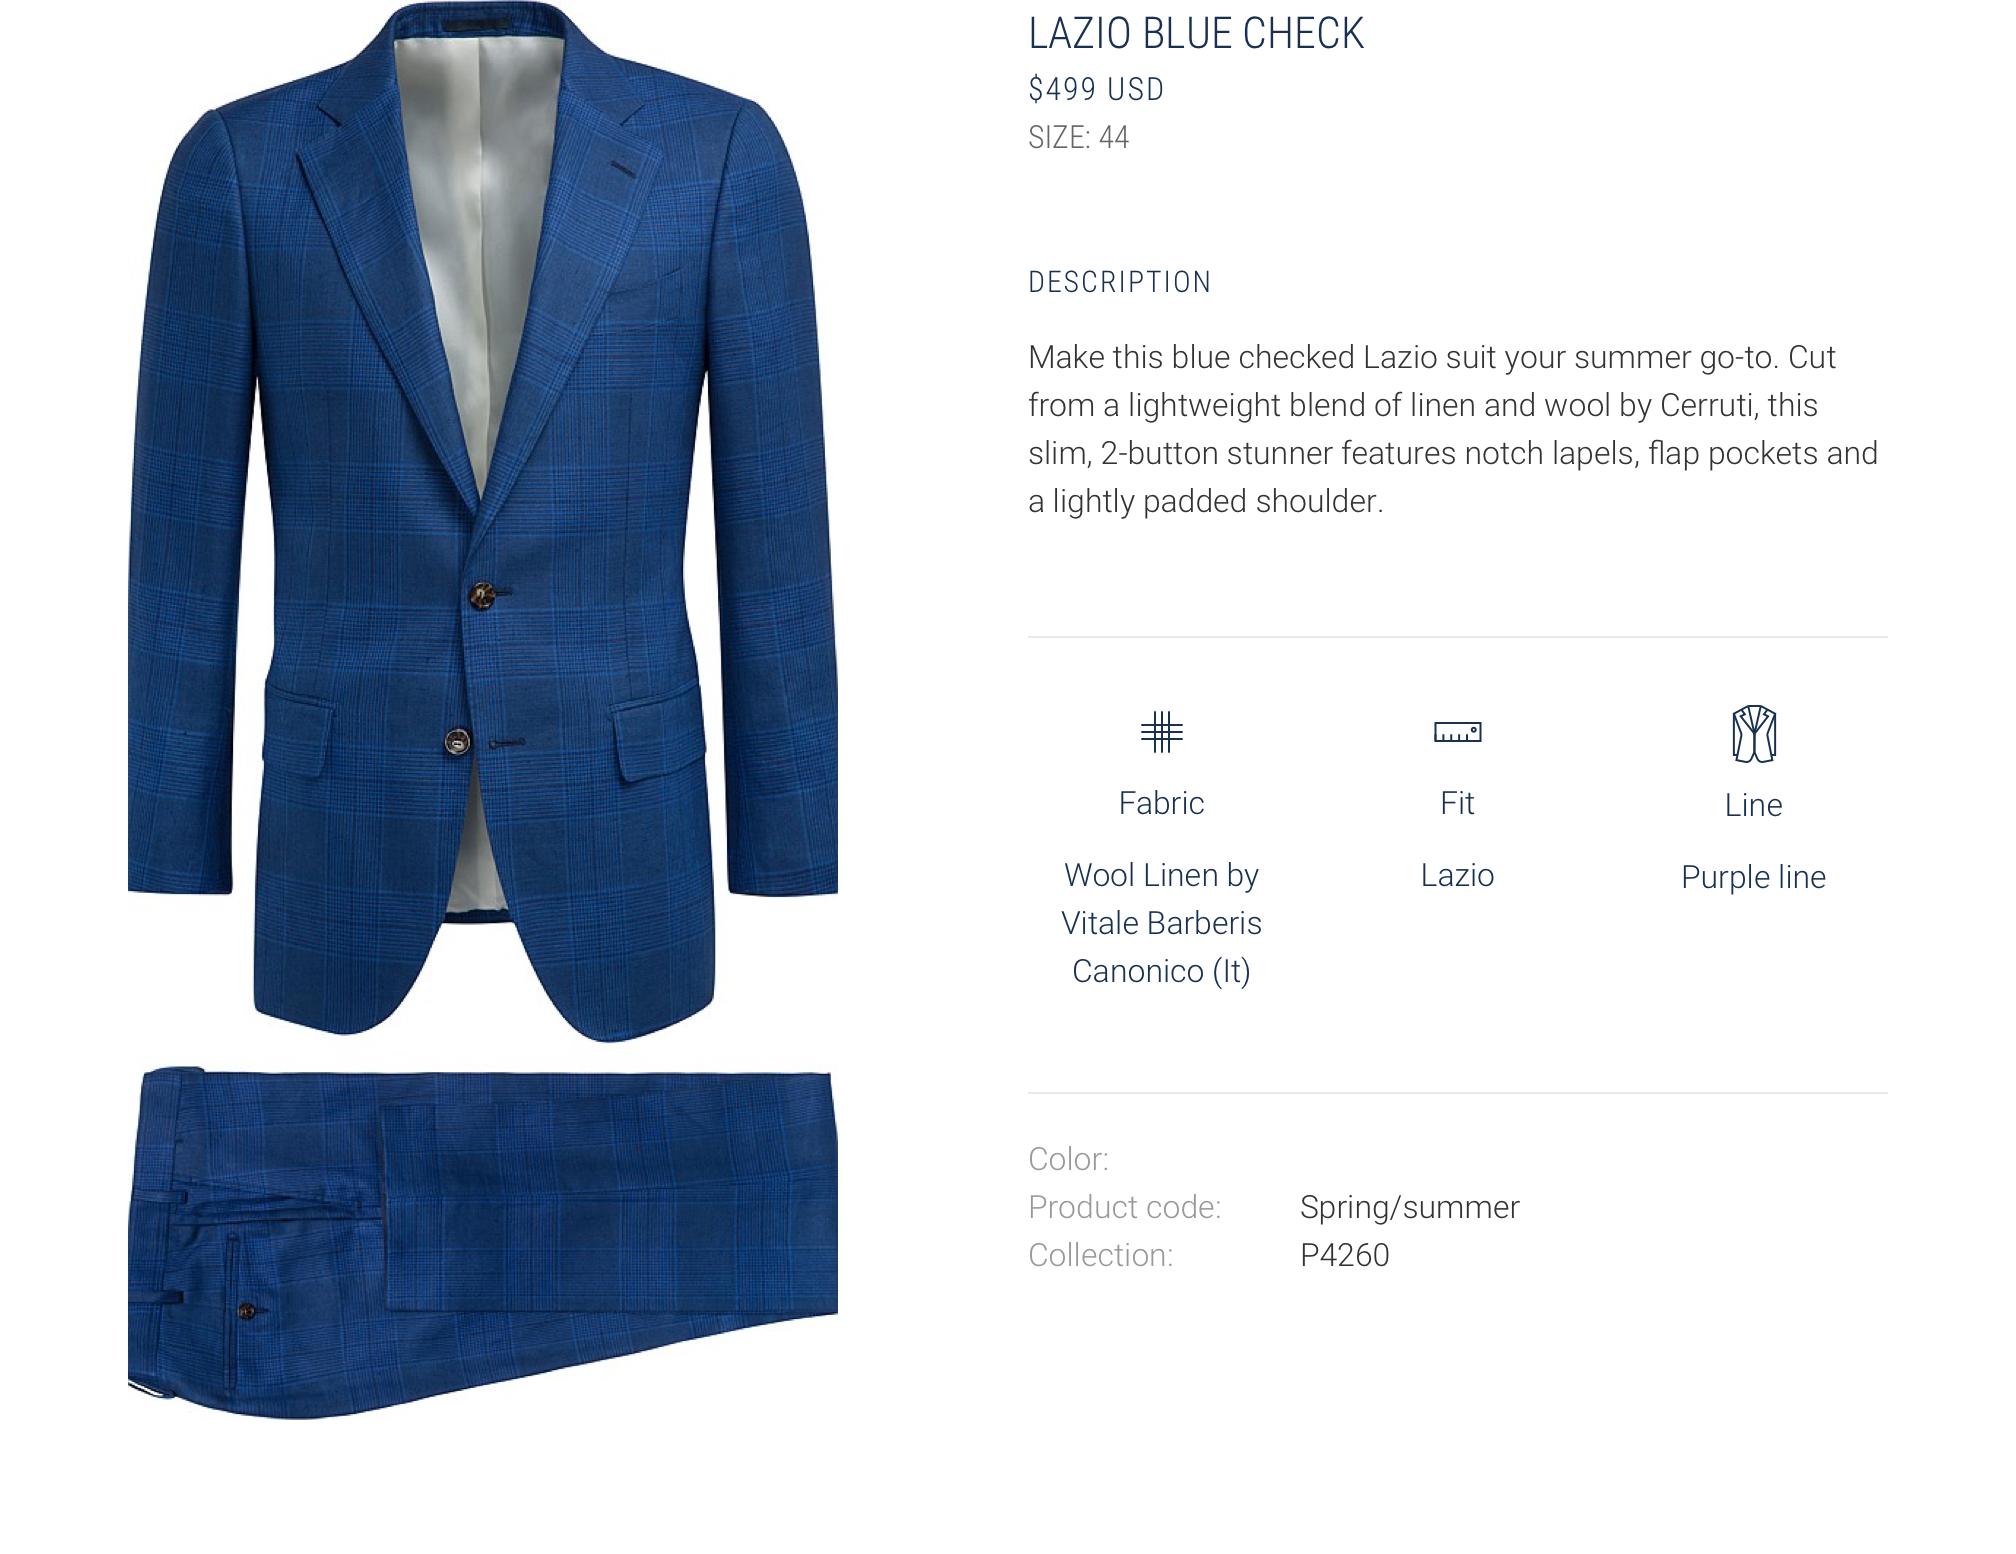 LAZIO BLUE CHECK
$499 USD
SIZE: 44
DESCRIPTION
Make this blue checked Lazio suit your summer go-to. Cut
from a lightweight blend of linen and wool by Cerruti, this
slim, 2-button stunner features notch lapels, flap pockets and
a lightly padded shoulder.
Fabric
Wool Linen by
Vitale Barberis
Canonico (It)
Fit
Lazio
Line
Purple line
Color:
Product code: Spring/summer
Collection: P4260